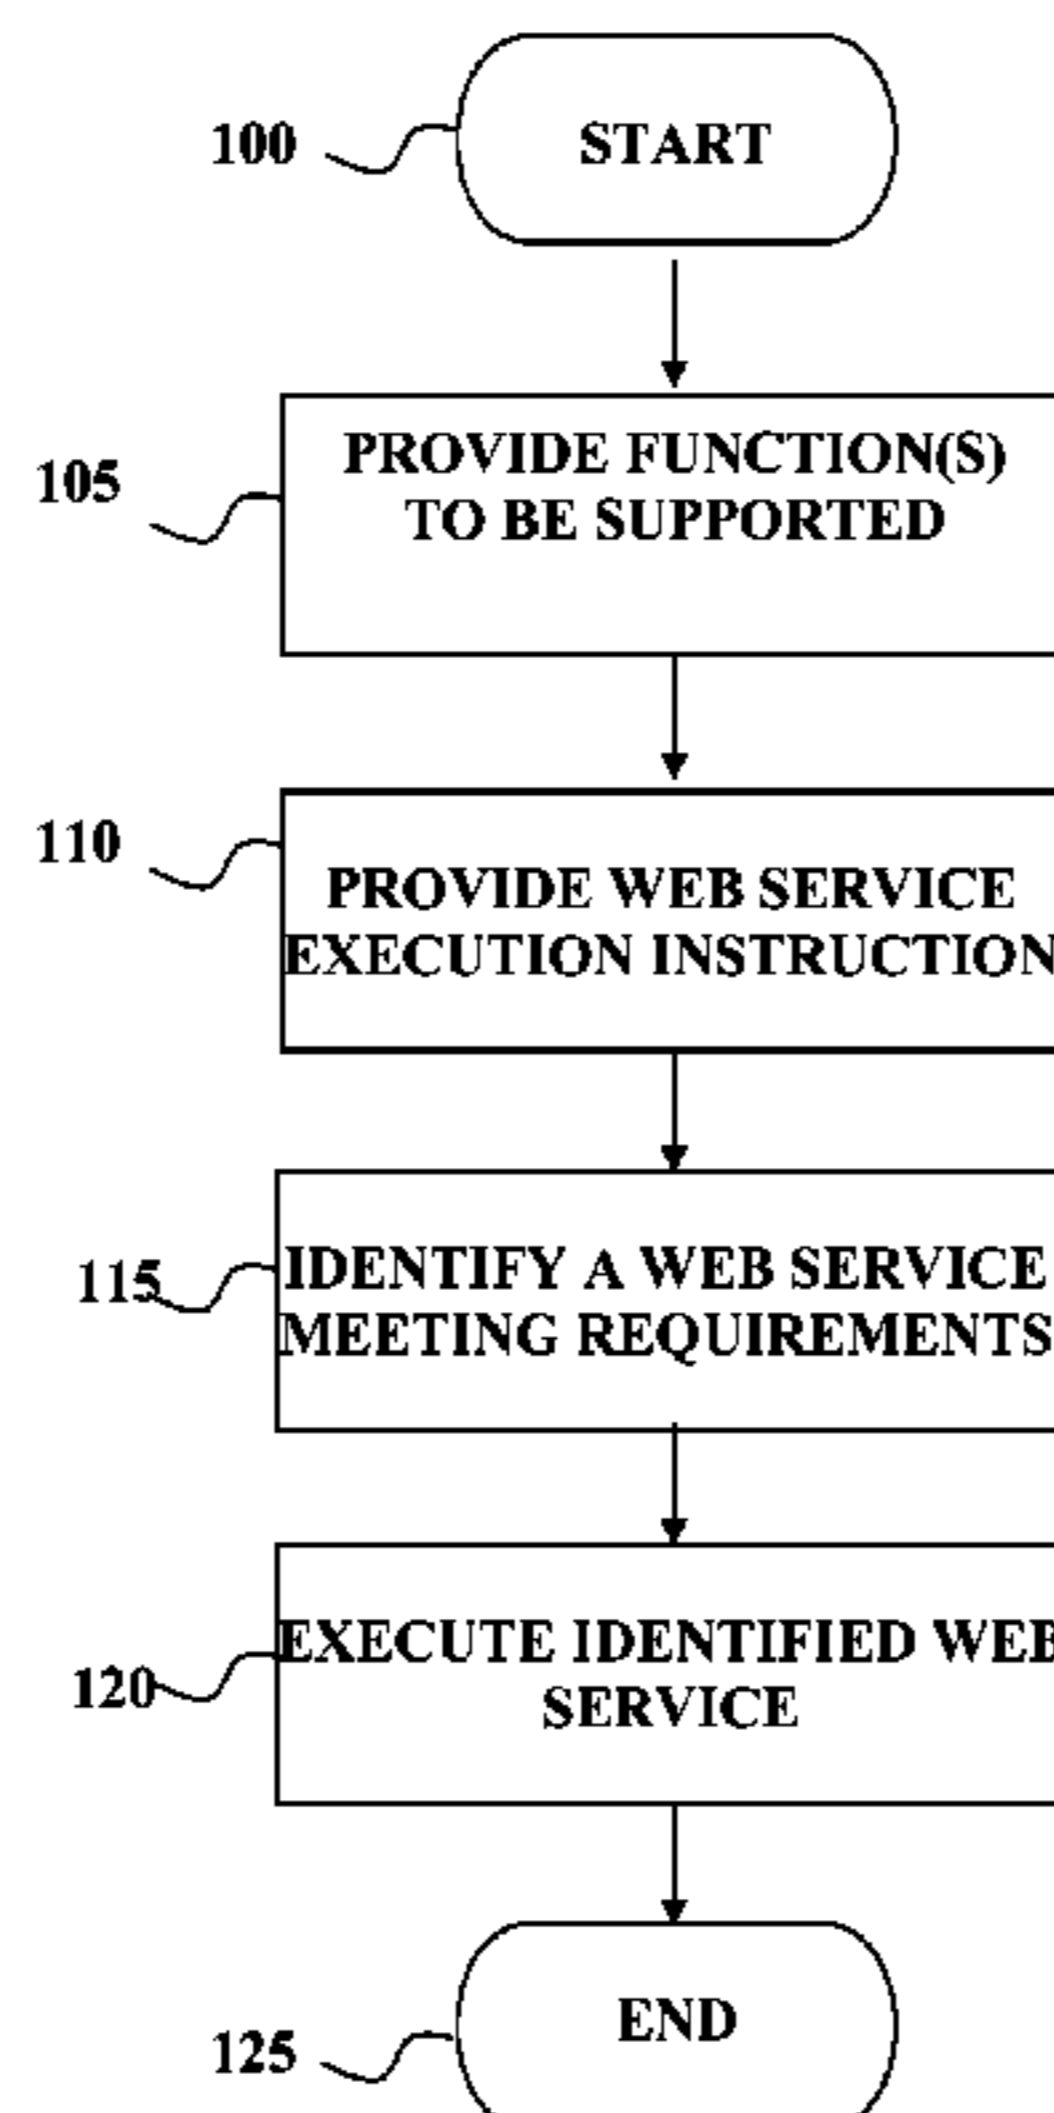 100
START
105
PROVIDE FUNCTION(S)
TO BE SUPPORTED
110
PROVIDE WEB SERVICE
EXECUTION INSTRUCTION
115
IDENTIFY A WEB SERVICE
MEETING REQUIREMENTS
120
EXECUTE IDENTIFIED WEB
SERVICE
END
125